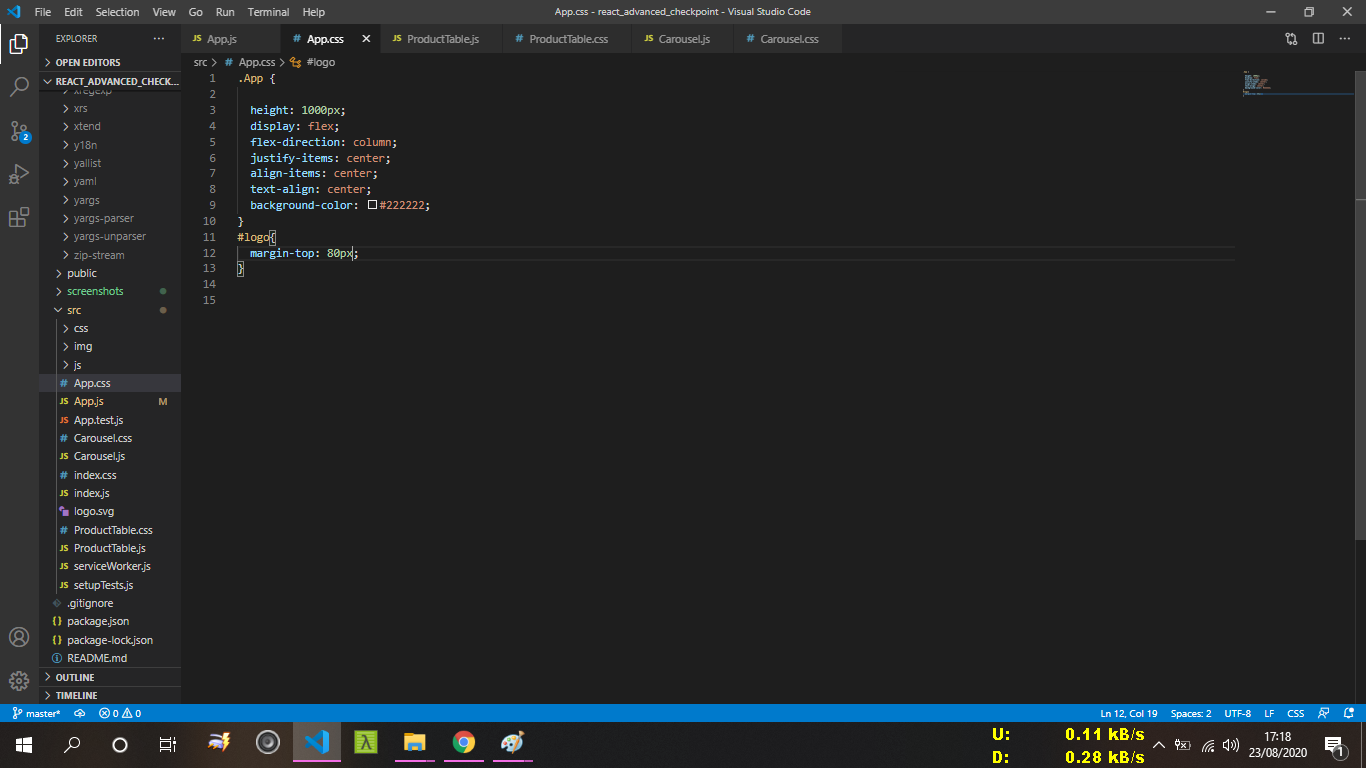 File Edit Selection View Go Run Terminal Help
App.css - react_advanced_checkpoint - Visual Studio Code
EXPLORER
JS App.js
# App.css
JS ProductTable.js
# ProductTable.css
JS Carousel.js
# Carousel.css
OPEN EDITORS
REACT_ADVANCED_CHECK...
xregexp
xrs
xtend
y18n
yallist
yaml
yargs
yargs-parser
yargs-unparser
zip-stream
public
screenshots
src
css
img
js
# App.css
JS App.js M
JS App.test.js
# Carousel.css
JS Carousel.js
# index.css
JS index.js
logo.svg
# ProductTable.css
JS ProductTable.js
JS serviceWorker.js
JS setupTests.js
.gitignore
{} package.json
{} package-lock.json
README.md
OUTLINE
TIMELINE
2
src > # App.css > #logo
1 .App {
2
3 height: 1000px;
4 display: flex;
5 flex-direction: column;
6 justify-items: center;
7 align-items: center;
8 text-align: center;
9 background-color: #222222;
10 }
11 #logo{
12 margin-top: 80px;
13 }
14
15
master* 0 0
Ln 12, Col 19 Spaces: 2 UTF-8 LF CSS
U: 0.11 kB/s
D: 0.28 kB/s
17:18
23/08/2020
1